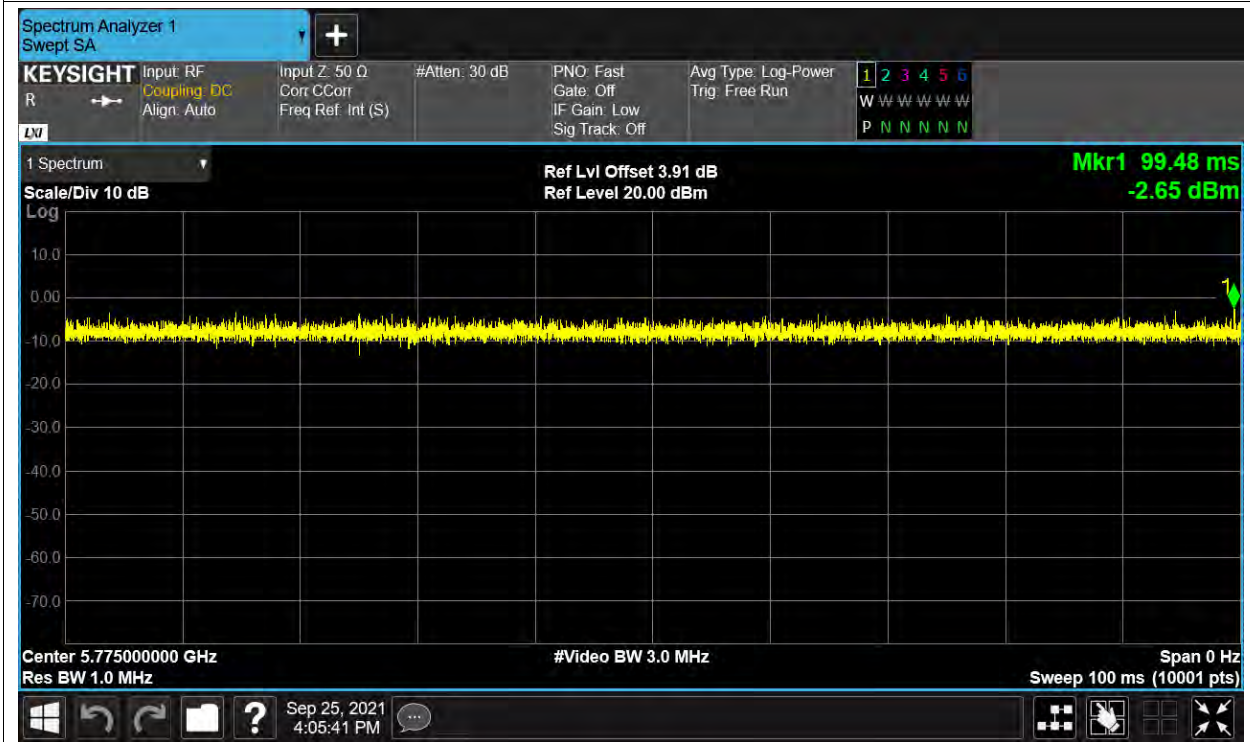 Spectrum Analyzer 1
Swept SA
▼
+
KEYSIGHT
R
LXI
Input: RF
Coupling: DC
Align: Auto
Input Z: 50 Ω
Corr CCorr
Freq Ref: Int (S)
#Atten: 30 dB
PNO: Fast
Gate: Off
IF Gain: Low
Sig Track: Off
Avg Type: Log-Power
Trig: Free Run
1 2 3 4 5 6
W W W W W W
P N N N N N
1 Spectrum ▼
Scale/Div 10 dB
Ref Lvl Offset 3.91 dB
Ref Level 20.00 dBm
Mkr1 99.48 ms
-2.65 dBm
Log
10.0
0.00
1
-10.0
-20.0
-30.0
-40.0
-50.0
-60.0
-70.0
Center 5.775000000 GHz
Res BW 1.0 MHz
#Video BW 3.0 MHz
Span 0 Hz
Sweep 100 ms (10001 pts)
?
Sep 25, 2021
4:05:41 PM